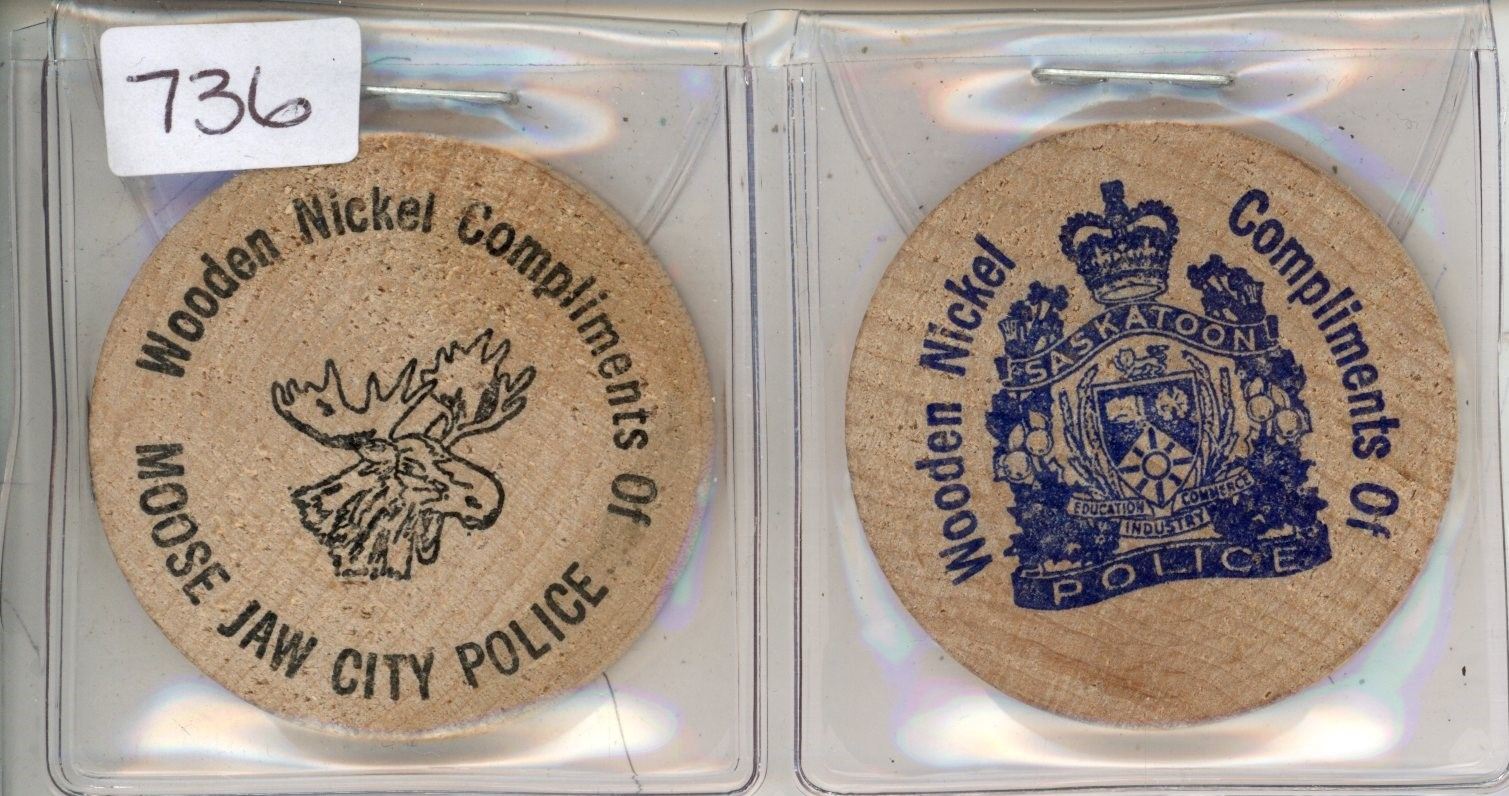 736
Wooden Nickel Compliments Of
MOOSE JAW CITY POLICE
Wooden Nickel
Compliments Of
SASKATOON
EDUCATION
INDUSTRY
COMMERCE
POLICE